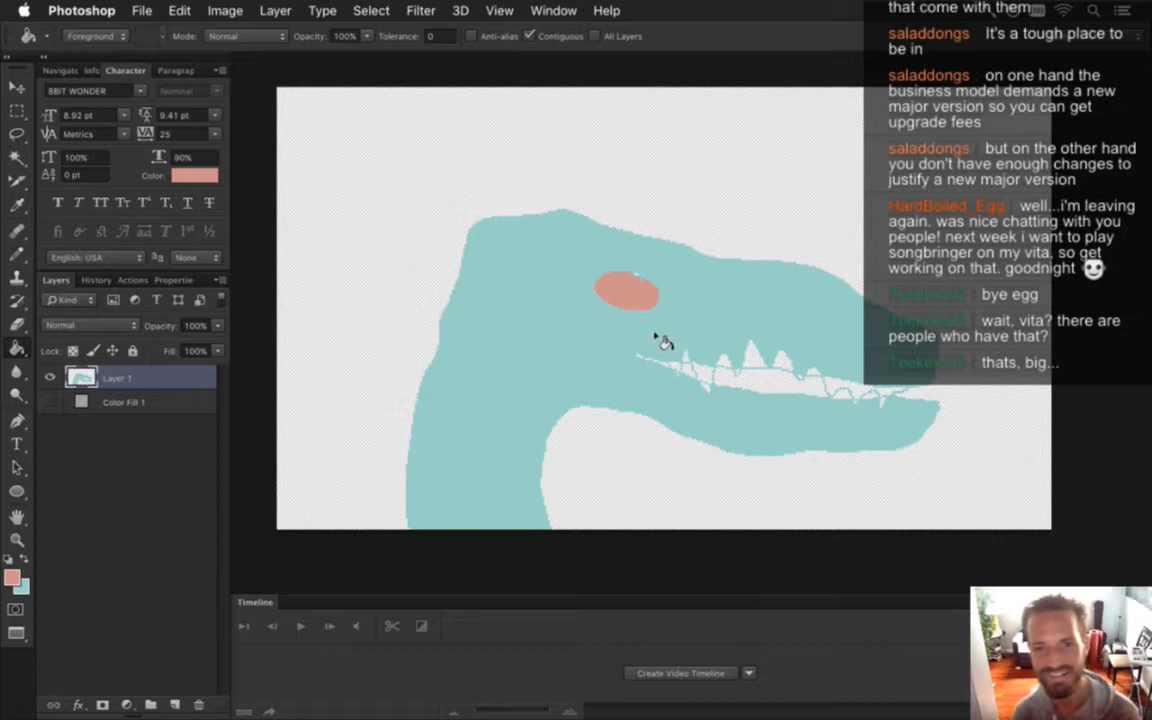 Photoshop File Edit Image Layer Type Select Filter 3D View Window Help
Foreground Mode: Normal Opacity: 100% Tolerance: 0 Anti-alias Contiguous All Layers
Navigato Info Character Paragrap
8BIT WONDER Nominal
8.92 pt 9.41 pt
Metrics 25
100% 90%
0 pt Color:
English: USA aa None
Layers History Actions Propertie
Kind
Normal Opacity: 100%
Lock: Fill: 100%
Layer 1
Color Fill 1
that come with them
saladdongs It's a tough place to
be in
saladdongs on one hand the
business model demands a new
major version so you can get
upgrade fees
saladdongs but on the other hand
you don't have enough changes to
justify a new major version
HardBoiled_Egg well...i'm leaving
again. was nice chatting with you
people! next week i want to play
songbringer on my vita, so get
working on that. goodnight
bye egg
wait, vita? there are
people who have that?
thats, big...
Timeline
Create Video Timeline